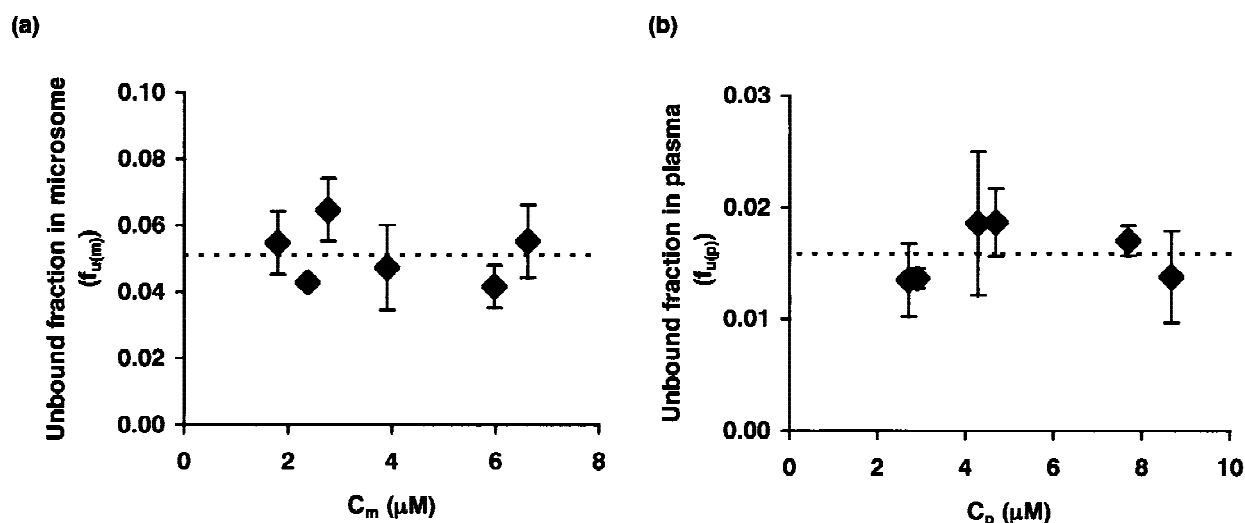 (a)
Unbound fraction in microsome
(fu(m))
0.10
0.08
0.06
0.04
0.02
0.00
0 2 4 6 8
Cm (μM)
(b)
Unbound fraction in plasma
(fu(p))
0.03
0.02
0.01
0.00
0 2 4 6 8 10
Cp (μM)